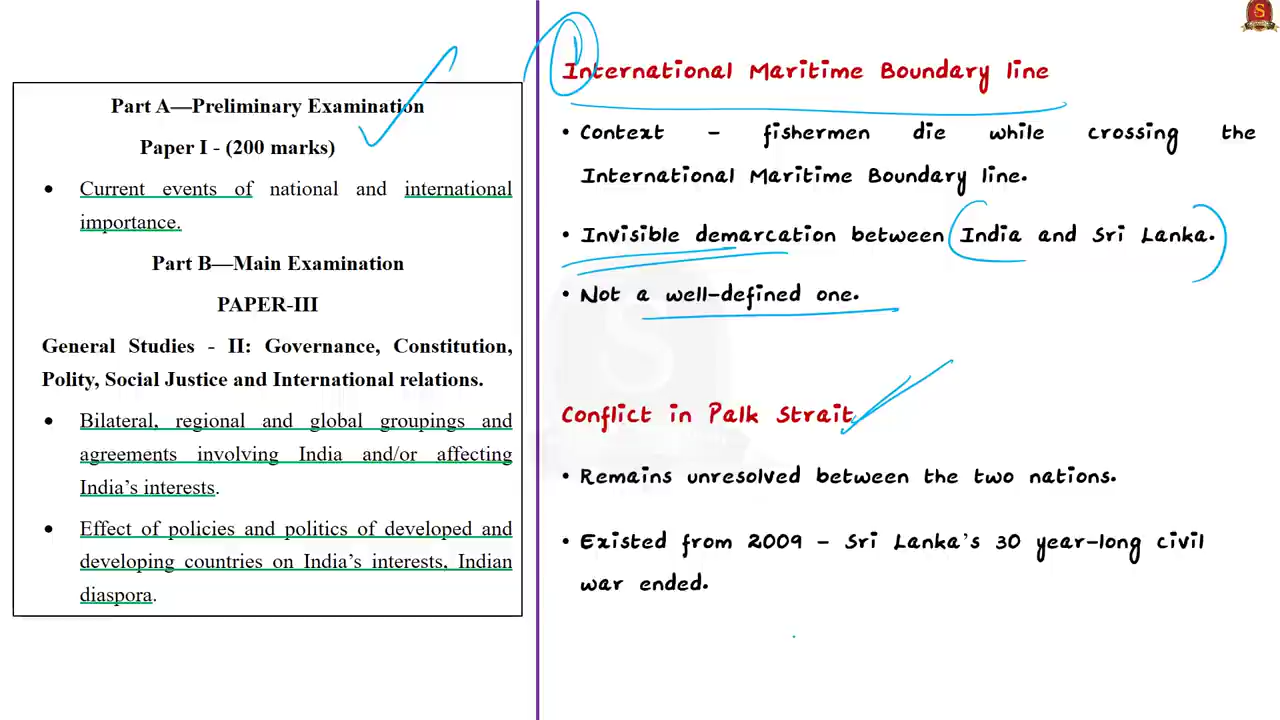 Part A—Preliminary Examination
Paper I - (200 marks)
• Current events of national and international
importance.
Part B—Main Examination
PAPER-III
General Studies - II: Governance, Constitution,
Polity, Social Justice and International relations.
• Bilateral, regional and global groupings and
agreements involving India and/or affecting
India's interests.
• Effect of policies and politics of developed and
developing countries on India's interests, Indian
diaspora.
1
International Maritime Boundary line
• Context - fishermen die while crossing the
International Maritime Boundary line.
• Invisible demarcation between India and Sri Lanka.
• Not a well-defined one.
Conflict in Palk Strait
• Remains unresolved between the two nations.
• Existed from 2009 - Sri Lanka's 30 year-long civil
war ended.
S